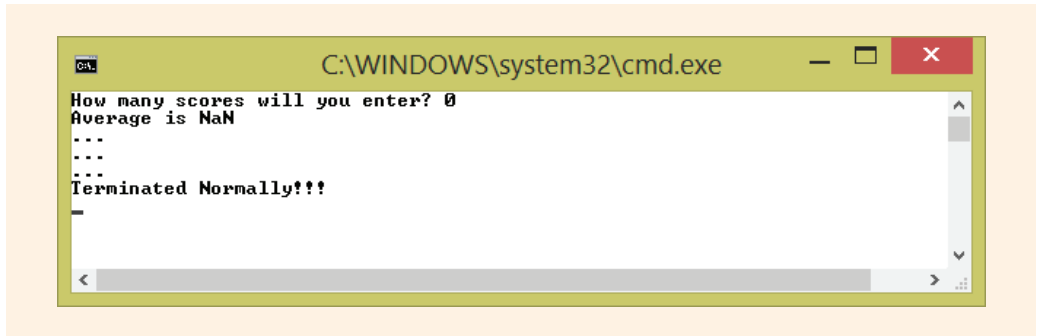 C:\WINDOWS\system32\cmd.exe
How many scores will you enter? 0
Average is NaN
...
...
...
Terminated Normally!!!